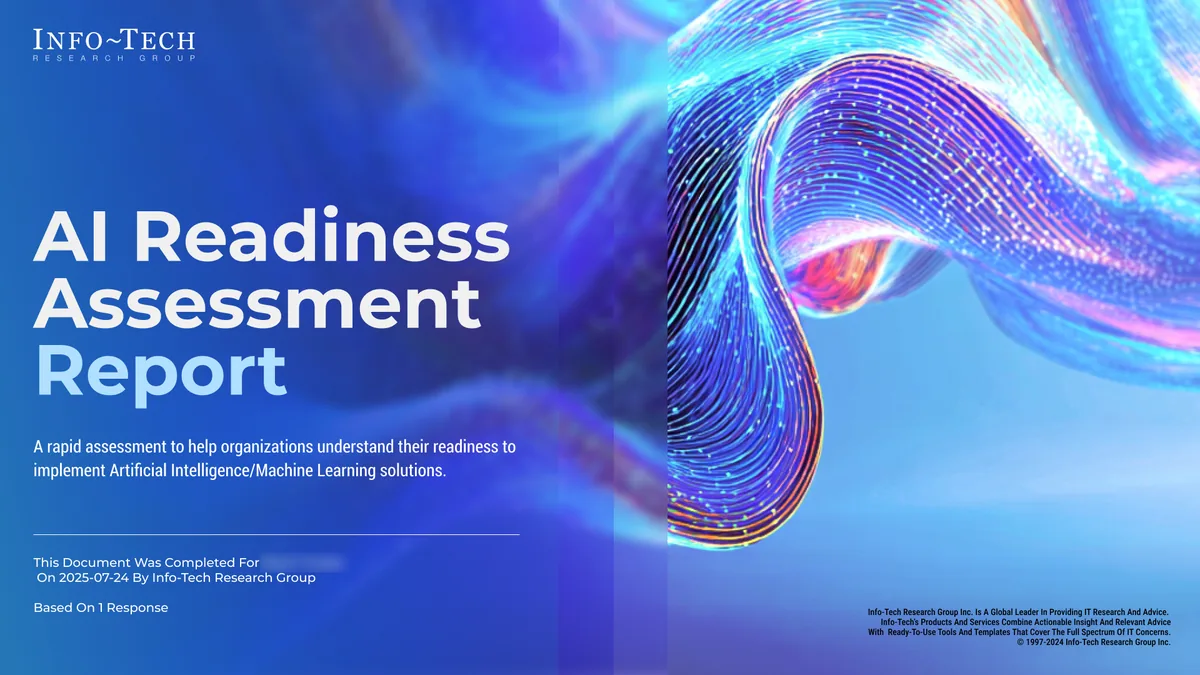 INFO~TECH
RESEARCH GROUP
AI Readiness
Assessment
Report
A rapid assessment to help organizations understand their readiness to
implement Artificial Intelligence/Machine Learning solutions.
This Document Was Completed For
On 2025-07-24 By Info-Tech Research Group
Based On 1 Response
Info-Tech Research Group Inc. Is A Global Leader In Providing IT Research And Advice.
Info-Tech's Products And Services Combine Actionable Insight And Relevant Advice
With Ready-To-Use Tools And Templates That Cover The Full Spectrum Of IT Concerns.
© 1997-2024 Info-Tech Research Group Inc.